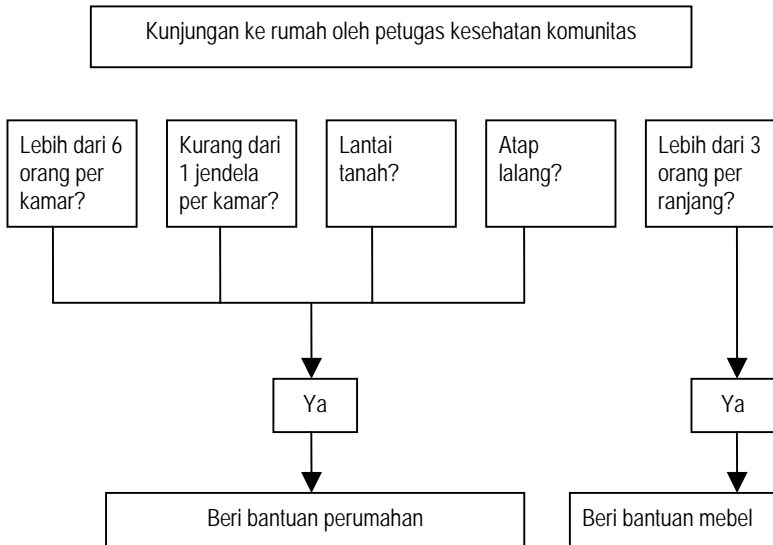 Kunjungan ke rumah oleh petugas kesehatan komunitas
Lebih dari 6
orang per
kamar?
Kurang dari
1 jendela
per kamar?
Lantai
tanah?
Atap
lalang?
Lebih dari 3
orang per
ranjang?
Ya
Ya
Beri bantuan perumahan
Beri bantuan mebel